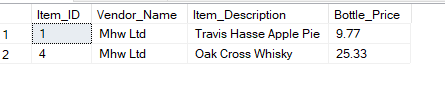 Item_ID Vendor_Name Item_Description Bottle_Price
1 1 Mhw Ltd Travis Hasse Apple Pie 9.77
2 4 Mhw Ltd Oak Cross Whisky 25.33